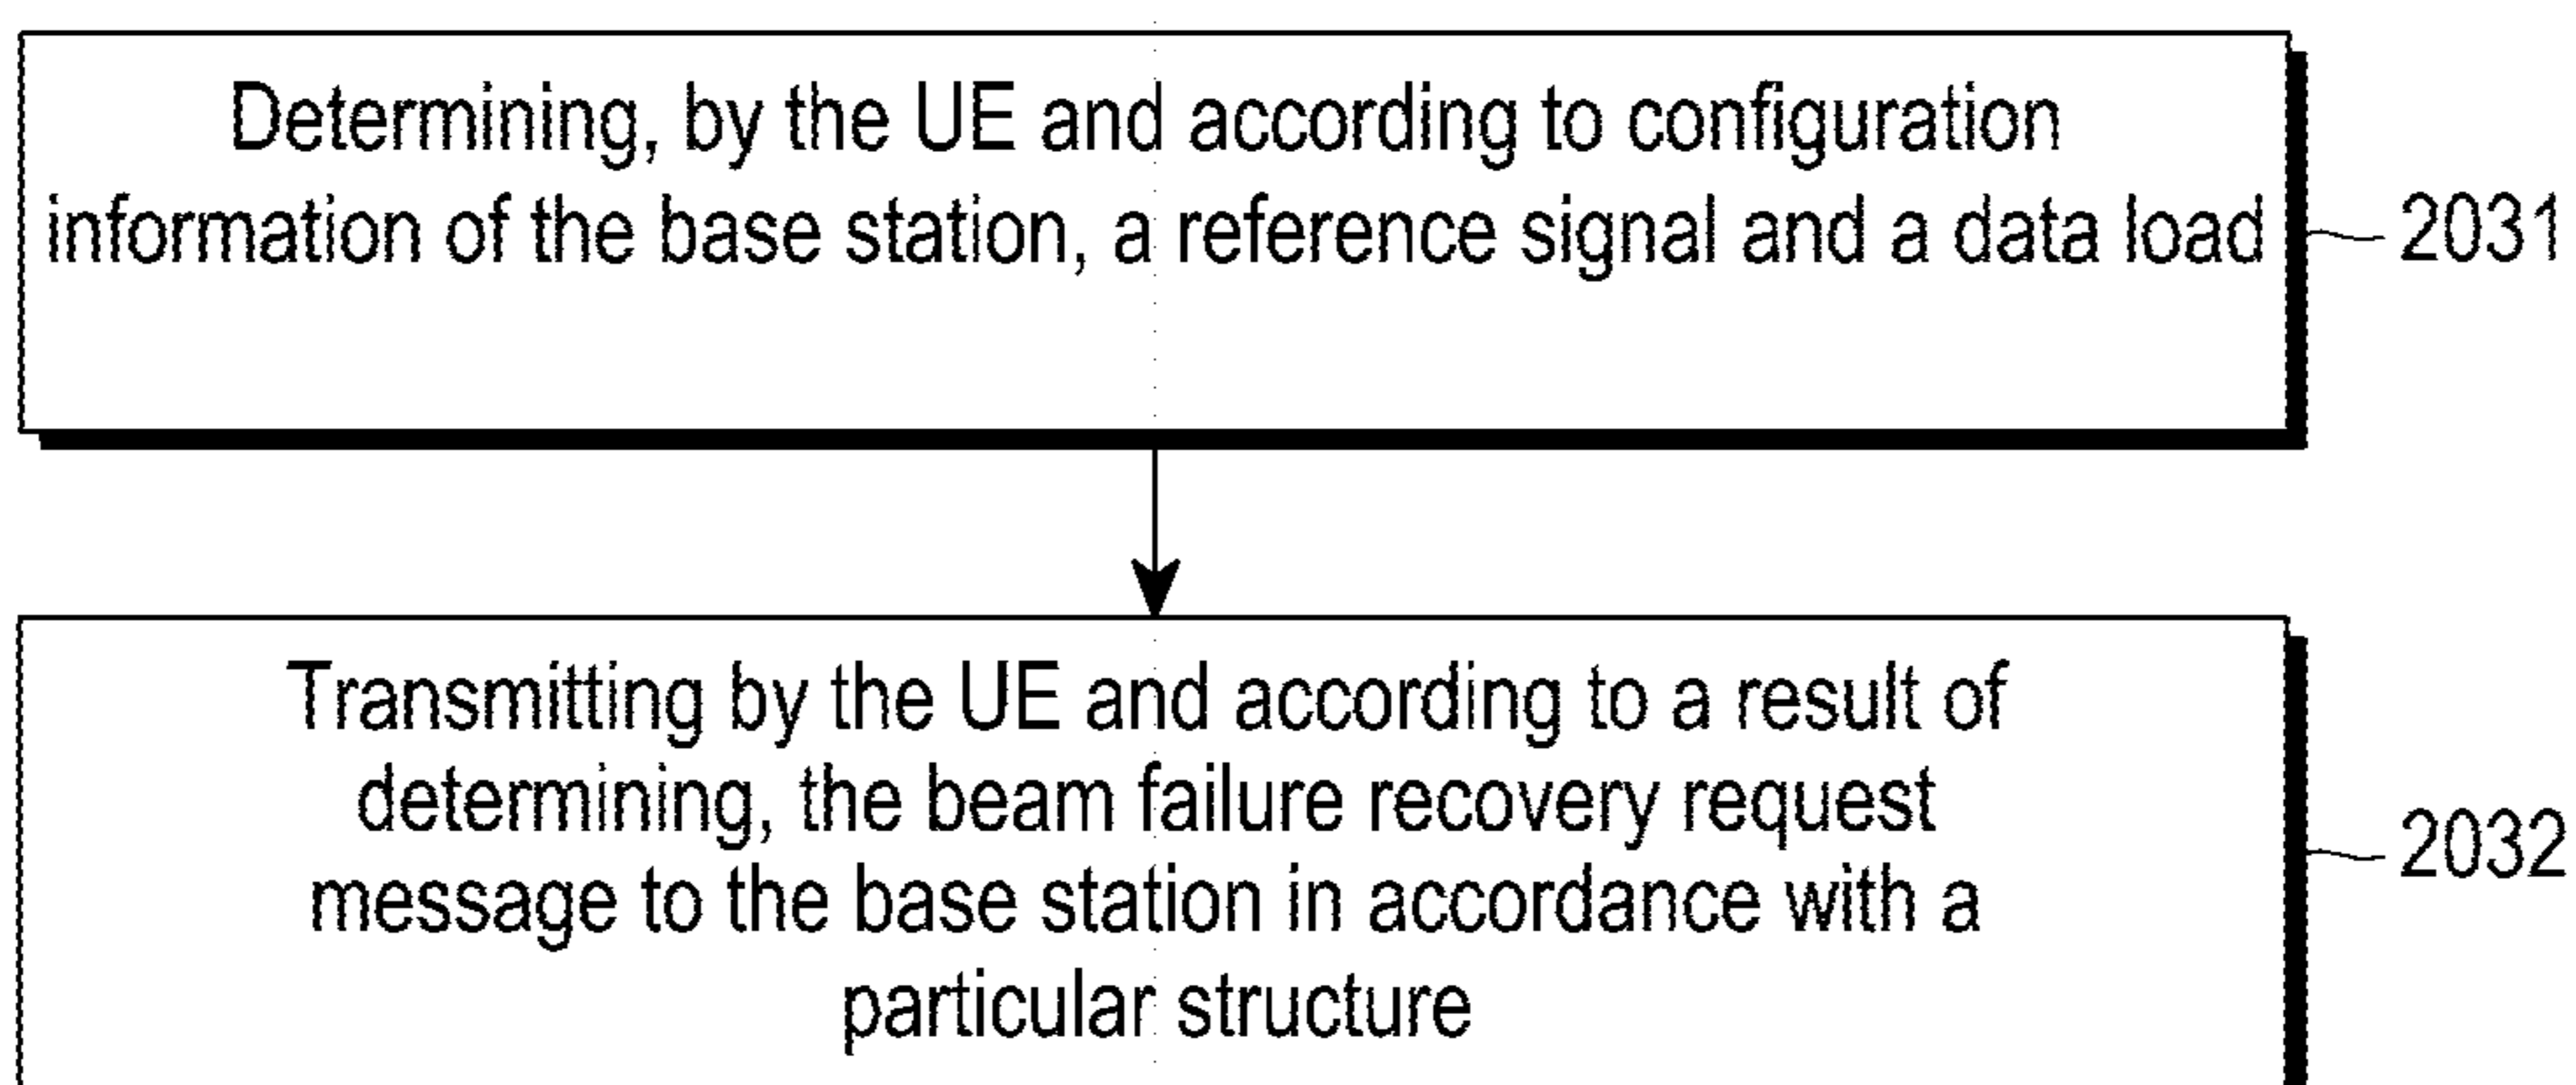 Determining, by the UE and according to configuration
information of the base station, a reference signal and a data load
2031
Transmitting by the UE and according to a result of
determining, the beam failure recovery request
message to the base station in accordance with a
particular structure
2032